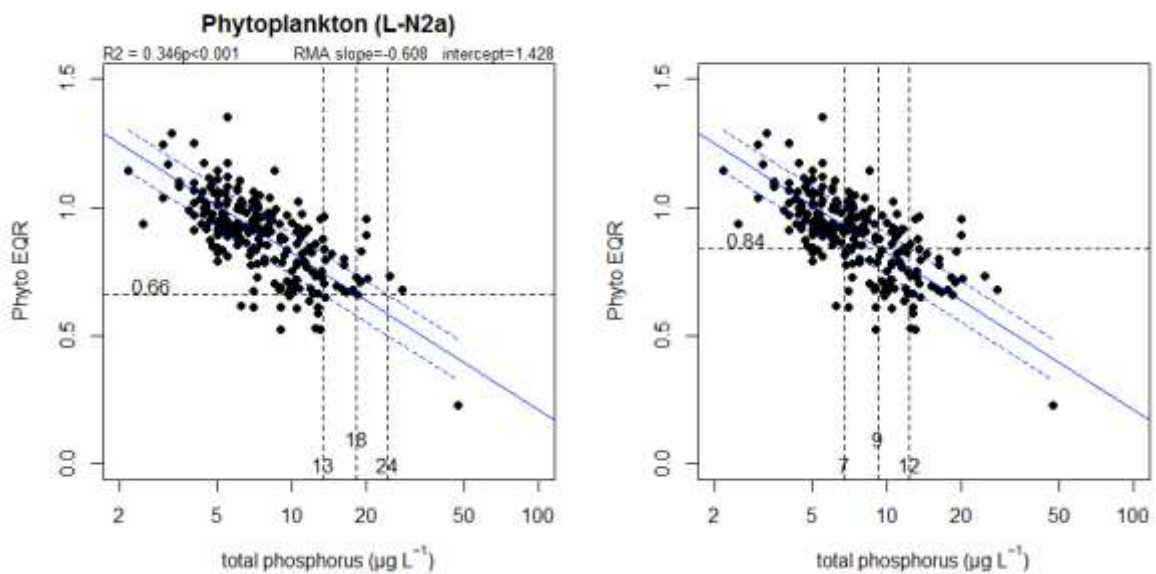 Phytoplankton (L-N2a)
R2 = 0.346p<0.001 RMA slope=-0.608 intercept=1.428
Phyto EQR
1.5
1.0
0.5
0.0
0.66
18
13 24
2 5 10 20 50 100
total phosphorus (µg L⁻¹)
Phyto EQR
1.5
1.0
0.5
0.0
0.84
9
7 12
2 5 10 20 50 100
total phosphorus (µg L⁻¹)